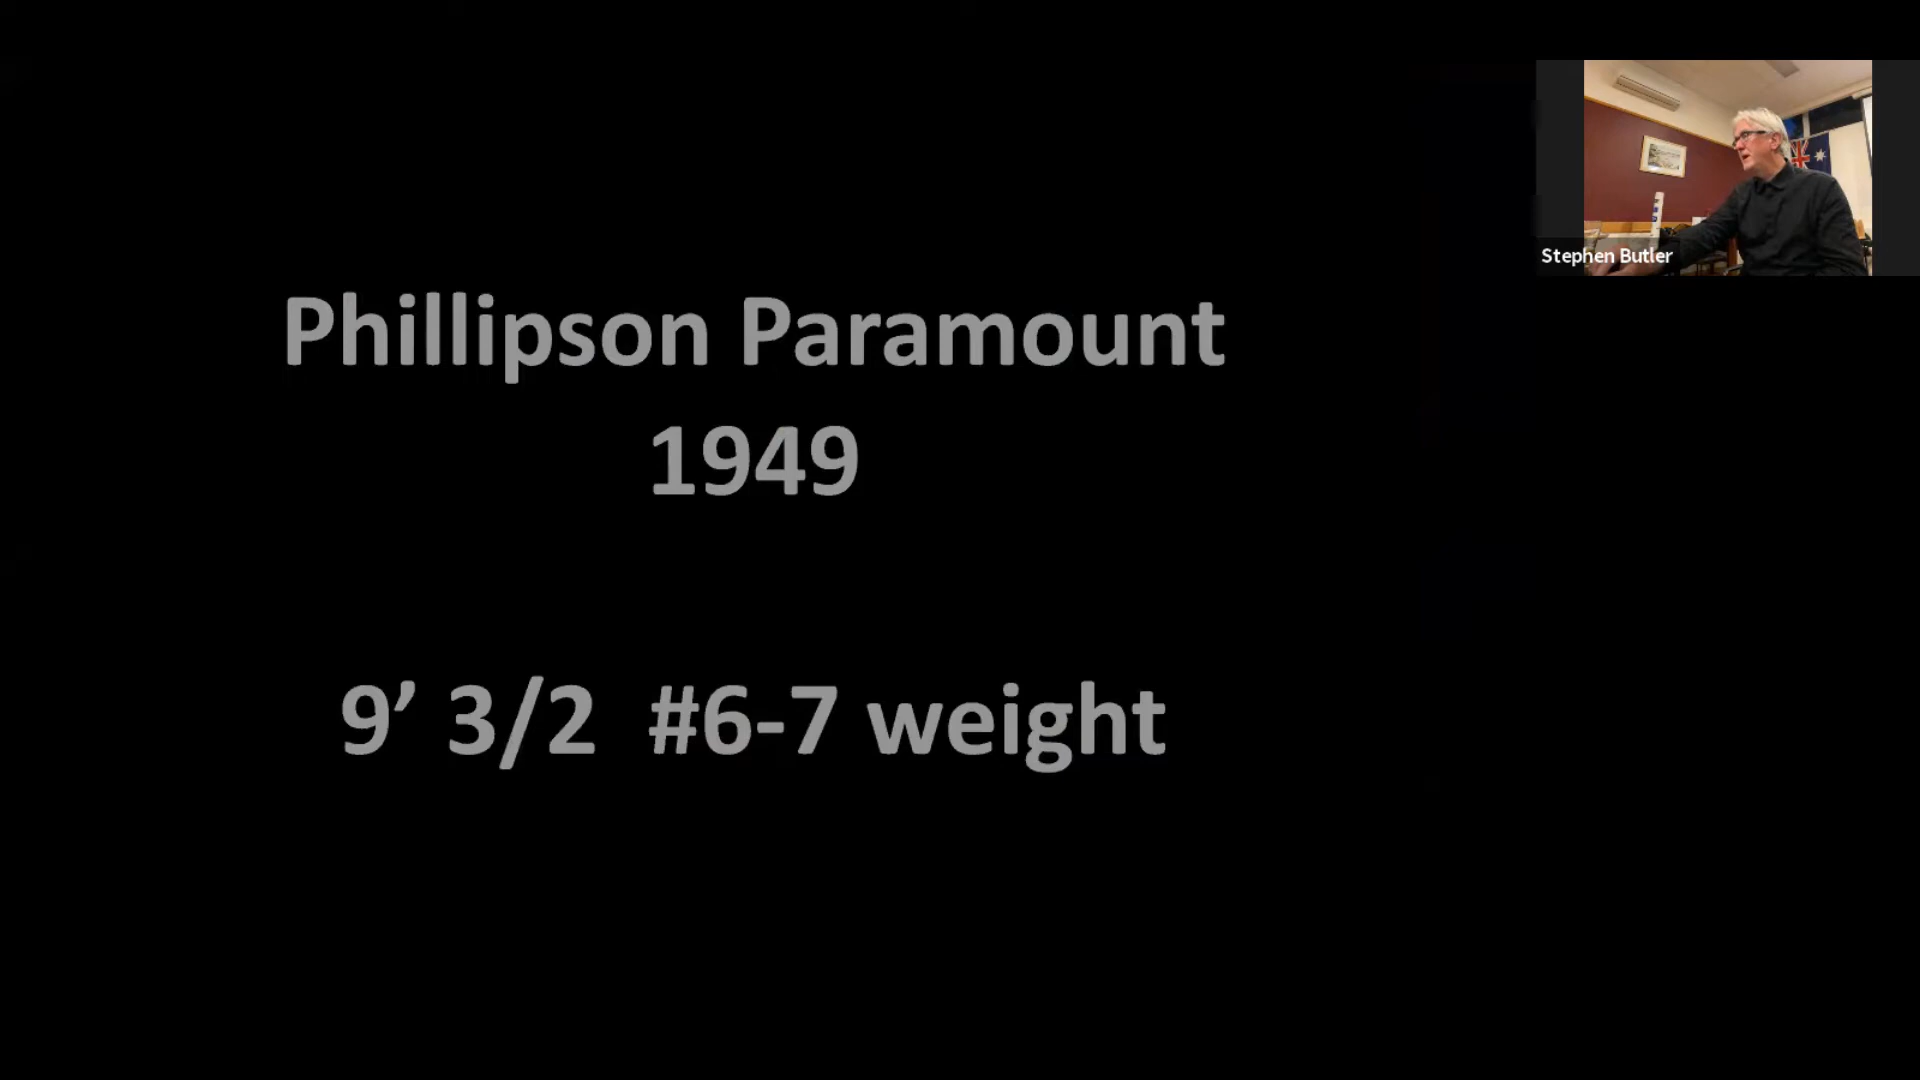 Phillipson Paramount
1949
9’ 3/2 #6-7 weight
Stephen Butler